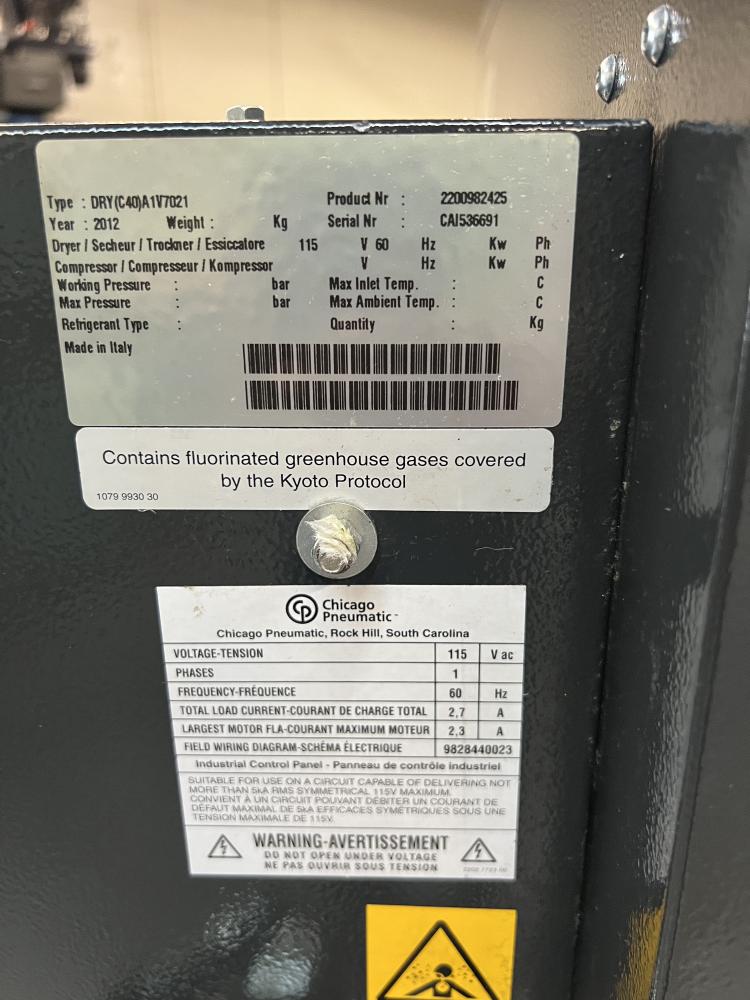 Type : DRY(C40)A1V7021 Product Nr : 2200982425
Year : 2012 Weight : Kg Serial Nr : CAI536691
Dryer / Secheur / Trockner / Essiccatore 115 V 60 Hz Kw Ph
Compressor / Compresseur / Kompressor V Hz Kw Ph
Working Pressure : bar Max Inlet Temp. : C
Max Pressure : bar Max Ambient Temp. : C
Refrigerant Type : Quantity : Kg
Made in Italy
Contains fluorinated greenhouse gases covered
by the Kyoto Protocol
1079 9930 30
CP Chicago
Pneumatic™
Chicago Pneumatic, Rock Hill, South Carolina
VOLTAGE-TENSION 115 V ac
PHASES 1
FREQUENCY-FRÉQUENCE 60 Hz
TOTAL LOAD CURRENT-COURANT DE CHARGE TOTAL 2,7 A
LARGEST MOTOR FLA-COURANT MAXIMUM MOTEUR 2,3 A
FIELD WIRING DIAGRAM-SCHÉMA ÉLECTRIQUE 9828440023
Industrial Control Panel - Panneau de contrôle industriel
SUITABLE FOR USE ON A CIRCUIT CAPABLE OF DELIVERING NOT
MORE THAN 5kA RMS SYMMETRICAL 115V MAXIMUM.
CONVIENT À UN CIRCUIT POUVANT DÉBITER UN COURANT DE
DÉFAUT MAXIMAL DE 5kA EFFICACES SYMÉTRIQUES SOUS UNE
TENSION MAXIMALE DE 115V.
WARNING-AVERTISSEMENT
DO NOT OPEN UNDER VOLTAGE
NE PAS OUVRIR SOUS TENSION